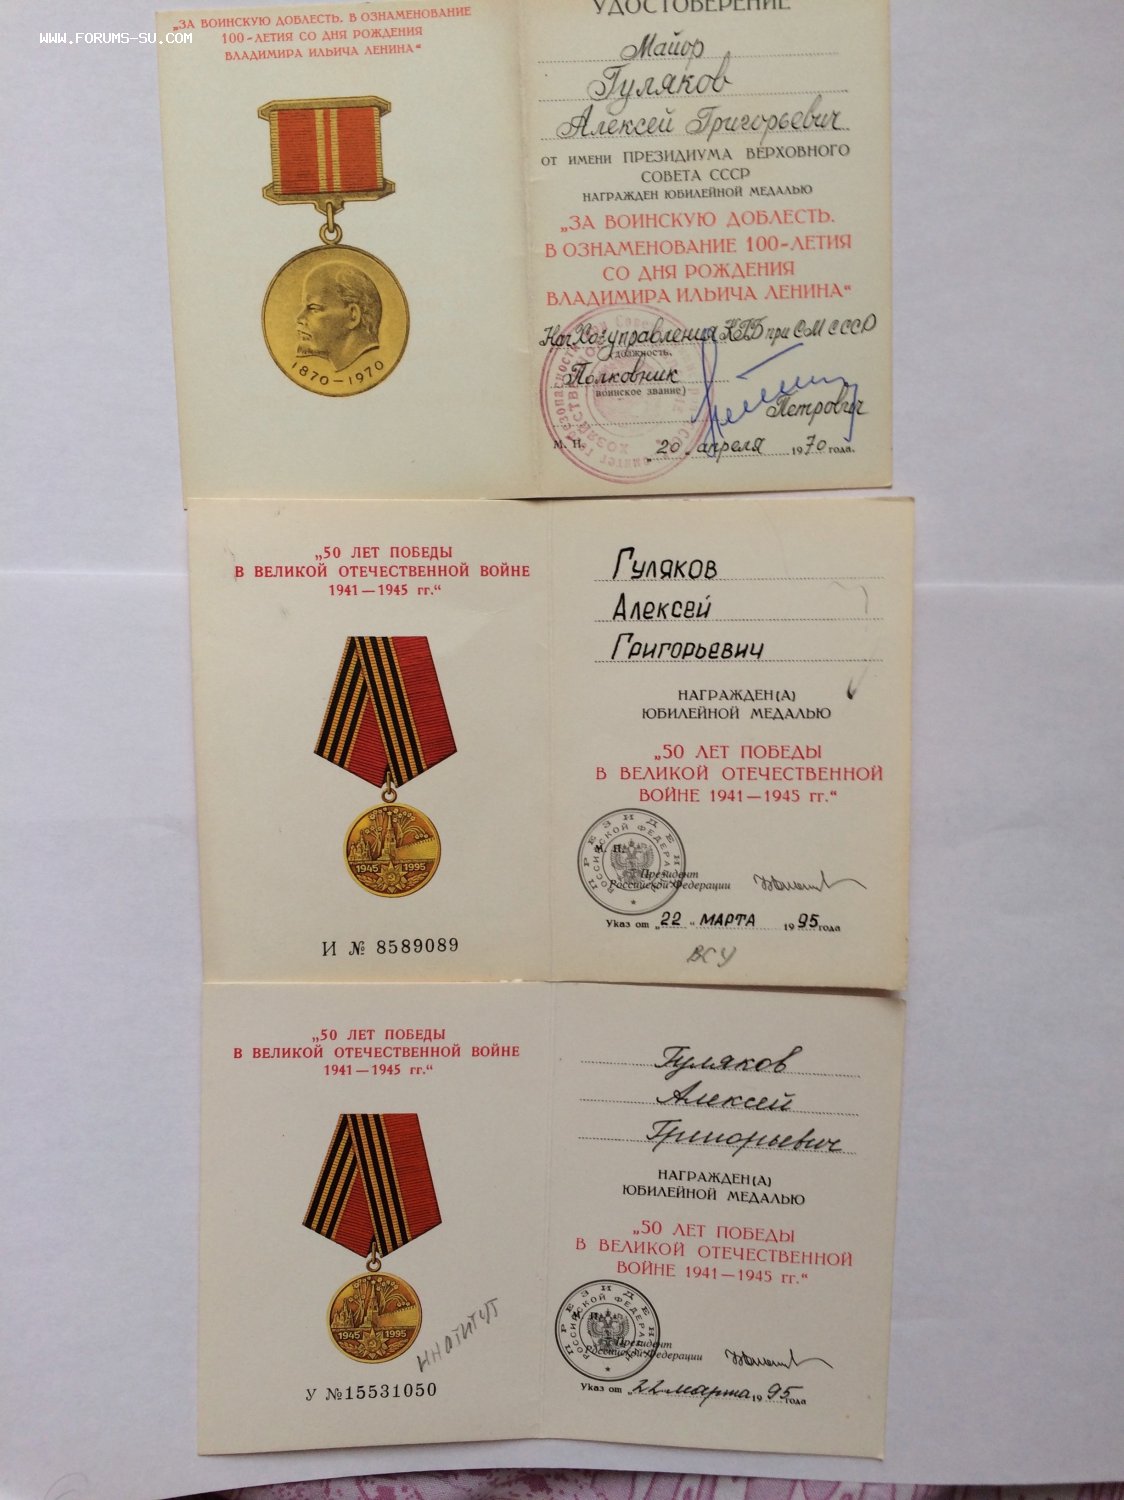 WWW.FORUMS-SU.COM
„ЗА ВОИНСКУЮ ДОБЛЕСТЬ. В ОЗНАМЕНОВАНИЕ
100-ЛЕТИЯ СО ДНЯ РОЖДЕНИЯ
ВЛАДИМИРА ИЛЬИЧА ЛЕНИНА“
1870-1970
УДОСТОВЕРЕНИЕ
Майор
Гуляков
Алексей Григорьевич
ОТ ИМЕНИ ПРЕЗИДИУМА ВЕРХОВНОГО
СОВЕТА СССР
НАГРАЖДЕН ЮБИЛЕЙНОЙ МЕДАЛЬЮ
„ЗА ВОИНСКУЮ ДОБЛЕСТЬ.
В ОЗНАМЕНОВАНИЕ 100-ЛЕТИЯ
СО ДНЯ РОЖДЕНИЯ
ВЛАДИМИРА ИЛЬИЧА ЛЕНИНА“
Нач Хозуправления КГБ при СМ СССР
(должность,
Полковник
воинское звание)
Петрович
М. П.
„20 „ апреля 1970 года.
„50 ЛЕТ ПОБЕДЫ
В ВЕЛИКОЙ ОТЕЧЕСТВЕННОЙ ВОЙНЕ
1941—1945 гг.“
1945 1995
И № 8589089
Гуляков
Алексей
Григорьевич
НАГРАЖДЕН(А)
ЮБИЛЕЙНОЙ МЕДАЛЬЮ
„50 ЛЕТ ПОБЕДЫ
В ВЕЛИКОЙ ОТЕЧЕСТВЕННОЙ
ВОЙНЕ 1941—1945 гг.“
М. П.
Президент
Российской Федерации
Указ от „22 “ МАРТА 1995 года
ВСУ
„50 ЛЕТ ПОБЕДЫ
В ВЕЛИКОЙ ОТЕЧЕСТВЕННОЙ ВОЙНЕ
1941—1945 гг.“
1945 1995
институт
У №15531050
Гуляков
Алексей
Григорьевич
НАГРАЖДЕН(А)
ЮБИЛЕЙНОЙ МЕДАЛЬЮ
„50 ЛЕТ ПОБЕДЫ
В ВЕЛИКОЙ ОТЕЧЕСТВЕННОЙ
ВОЙНЕ 1941—1945 гг.“
Президент
Российской Федерации
Указ от „22 марта 1995 года